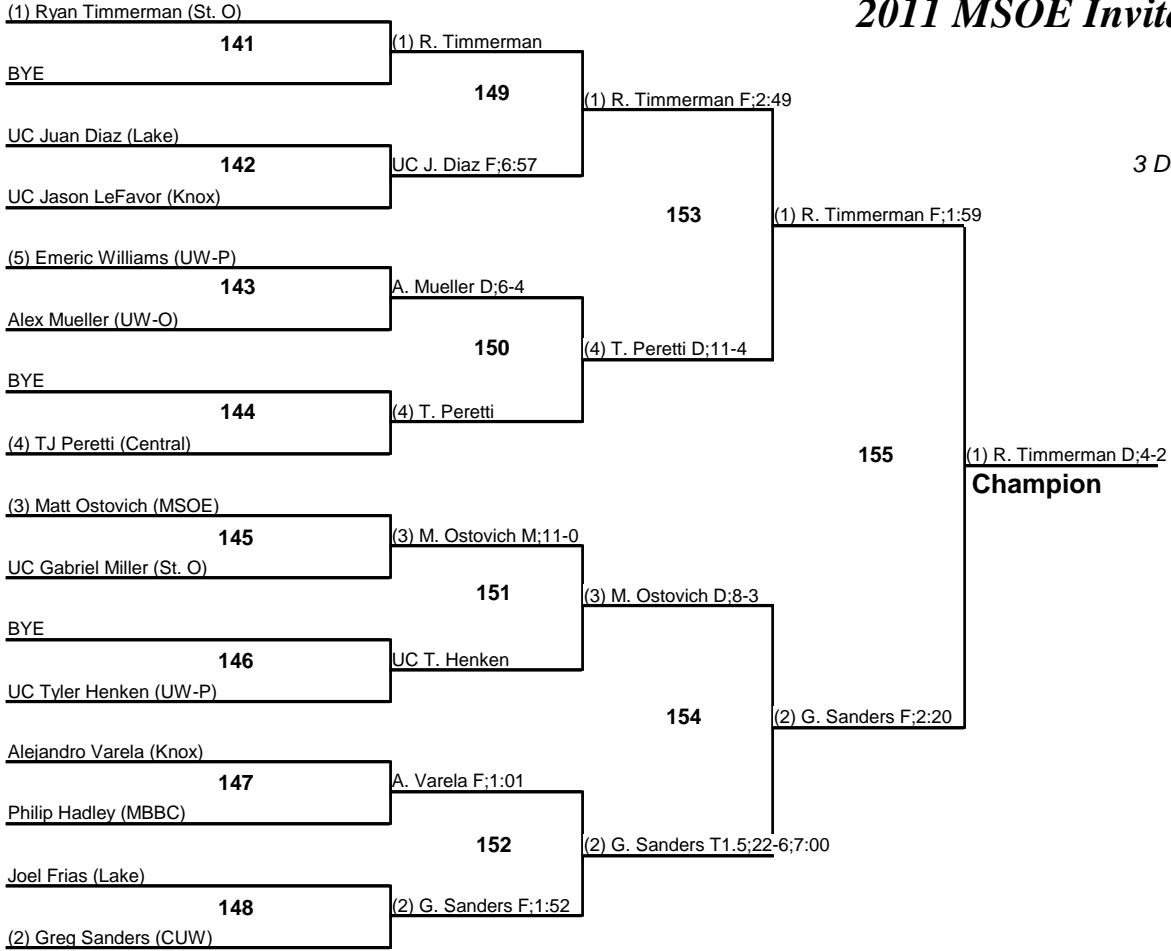 2011 MSOE Invita
3 D
(1) Ryan Timmerman (St. O)
141
BYE
(1) R. Timmerman
149
UC Juan Diaz (Lake)
142
UC Jason LeFavor (Knox)
UC J. Diaz F;6:57
(1) R. Timmerman F;2:49
153
(5) Emeric Williams (UW-P)
143
Alex Mueller (UW-O)
A. Mueller D;6-4
150
BYE
144
(4) TJ Peretti (Central)
(4) T. Peretti
(4) T. Peretti D;11-4
(1) R. Timmerman F;1:59
155
(3) Matt Ostovich (MSOE)
145
UC Gabriel Miller (St. O)
(3) M. Ostovich M;11-0
151
BYE
146
UC Tyler Henken (UW-P)
UC T. Henken
(3) M. Ostovich D;8-3
154
Alejandro Varela (Knox)
147
Philip Hadley (MBBC)
A. Varela F;1:01
152
Joel Frias (Lake)
148
(2) Greg Sanders (CUW)
(2) G. Sanders F;1:52
(2) G. Sanders T1.5;22-6;7:00
(2) G. Sanders F;2:20
(1) R. Timmerman D;4-2
Champion